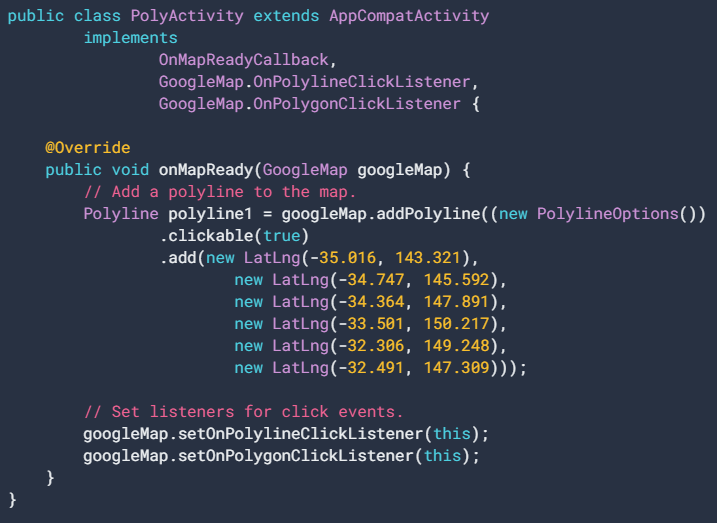 public class PolyActivity extends AppCompatActivity
        implements
                OnMapReadyCallback,
                GoogleMap.OnPolylineClickListener,
                GoogleMap.OnPolygonClickListener {

    @Override
    public void onMapReady(GoogleMap googleMap) {
        // Add a polyline to the map.
        Polyline polyline1 = googleMap.addPolyline((new PolylineOptions())
                .clickable(true)
                .add(new LatLng(-35.016, 143.321),
                        new LatLng(-34.747, 145.592),
                        new LatLng(-34.364, 147.891),
                        new LatLng(-33.501, 150.217),
                        new LatLng(-32.306, 149.248),
                        new LatLng(-32.491, 147.309)));

        // Set listeners for click events.
        googleMap.setOnPolylineClickListener(this);
        googleMap.setOnPolygonClickListener(this);
    }
}